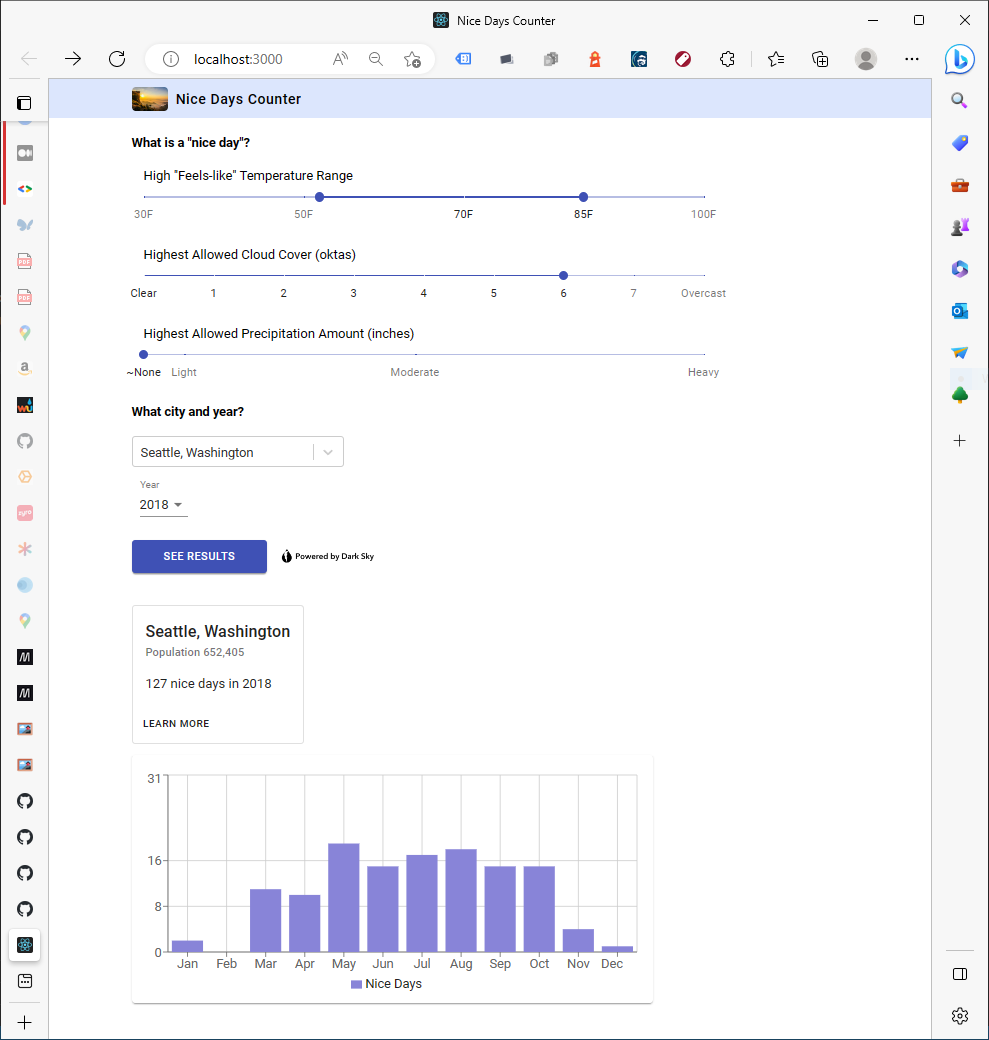 Nice Days Counter
localhost:3000
Nice Days Counter
What is a "nice day"?
High "Feels-like" Temperature Range
30F 50F 70F 85F 100F
Highest Allowed Cloud Cover (oktas)
Clear 1 2 3 4 5 6 7 Overcast
Highest Allowed Precipitation Amount (inches)
~None Light Moderate Heavy
What city and year?
Seattle, Washington
Year
2018
SEE RESULTS Powered by Dark Sky
Seattle, Washington
Population 652,405
127 nice days in 2018
LEARN MORE
31
16
8
0
Jan Feb Mar Apr May Jun Jul Aug Sep Oct Nov Dec
Nice Days